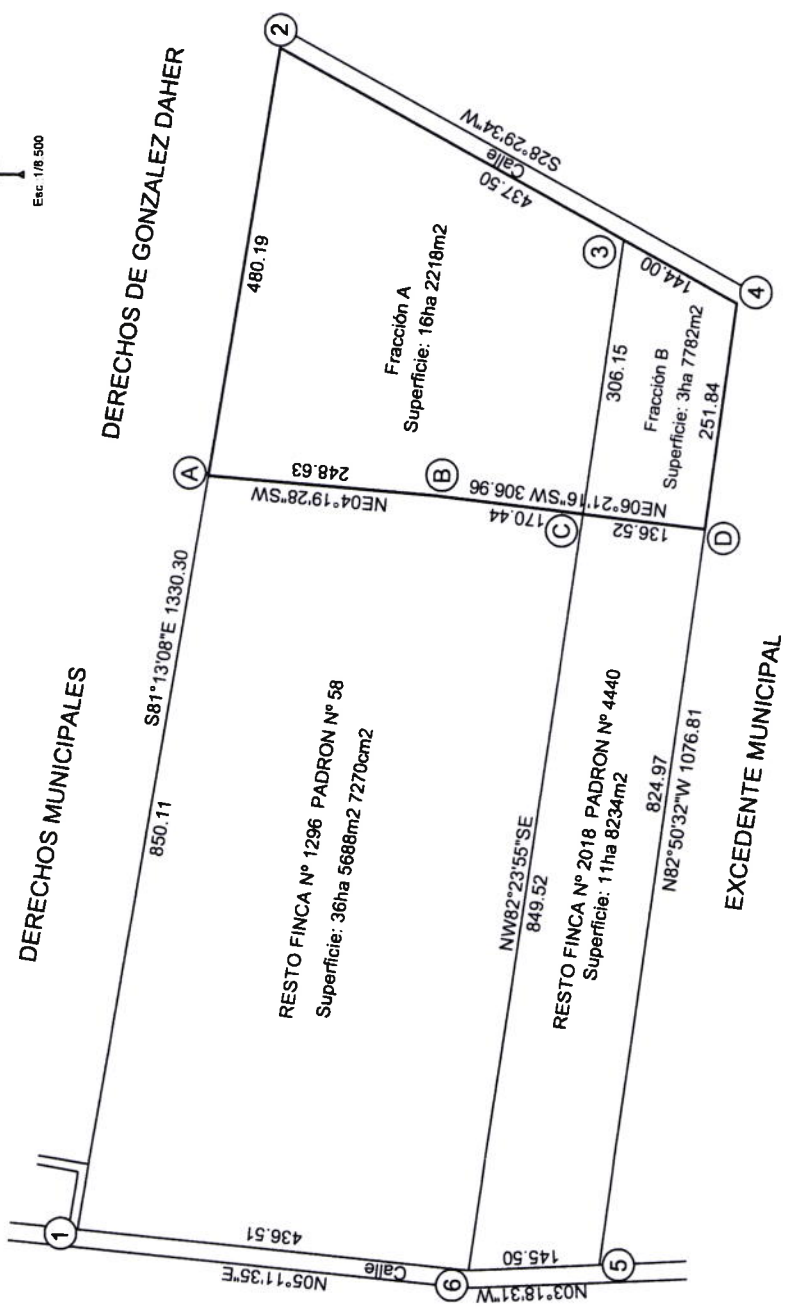 Esc. 1/8 500
DERECHOS MUNICIPALES
DERECHOS DE GONZALEZ DAHER
1
850.11
S81°13'08"E 1330.30
A
480.19
2
Calle
N05°11'35"E
436.51
RESTO FINCA Nº 1296 PADRON Nº 58
Superficie: 36ha 5688m2 7270cm2
NE04°19'28"SW
248.63
Fracción A
Superficie: 16ha 2218m2
437.50
Calle
S28°29'34"W
B
170.44
NE06°21'16"SW 306.96
C
NW82°23'55"SE
849.52
306.15
3
6
N03°18'31"W
145.50
RESTO FINCA Nº 2018 PADRON Nº 4440
Superficie: 11ha 8234m2
136.52
Fracción B
Superficie: 3ha 7782m2
144.00
5
824.97
N82°50'32"W 1076.81
D
251.84
4
EXCEDENTE MUNICIPAL